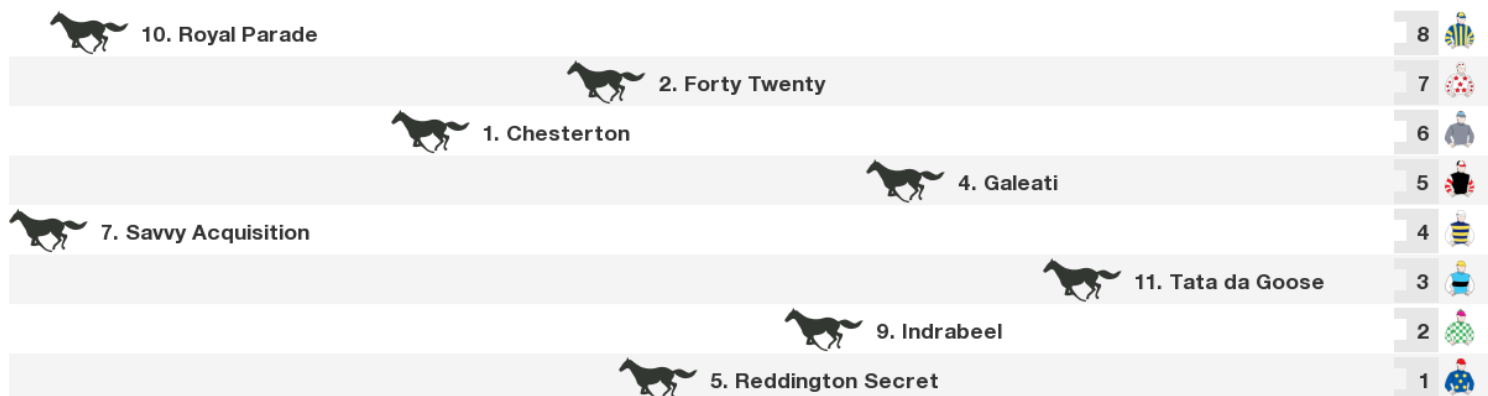 10. Royal Parade 8
2. Forty Twenty 7
1. Chesterton 6
4. Galeati 5
7. Savvy Acquisition 4
11. Tata da Goose 3
9. Indrabeel 2
5. Reddington Secret 1